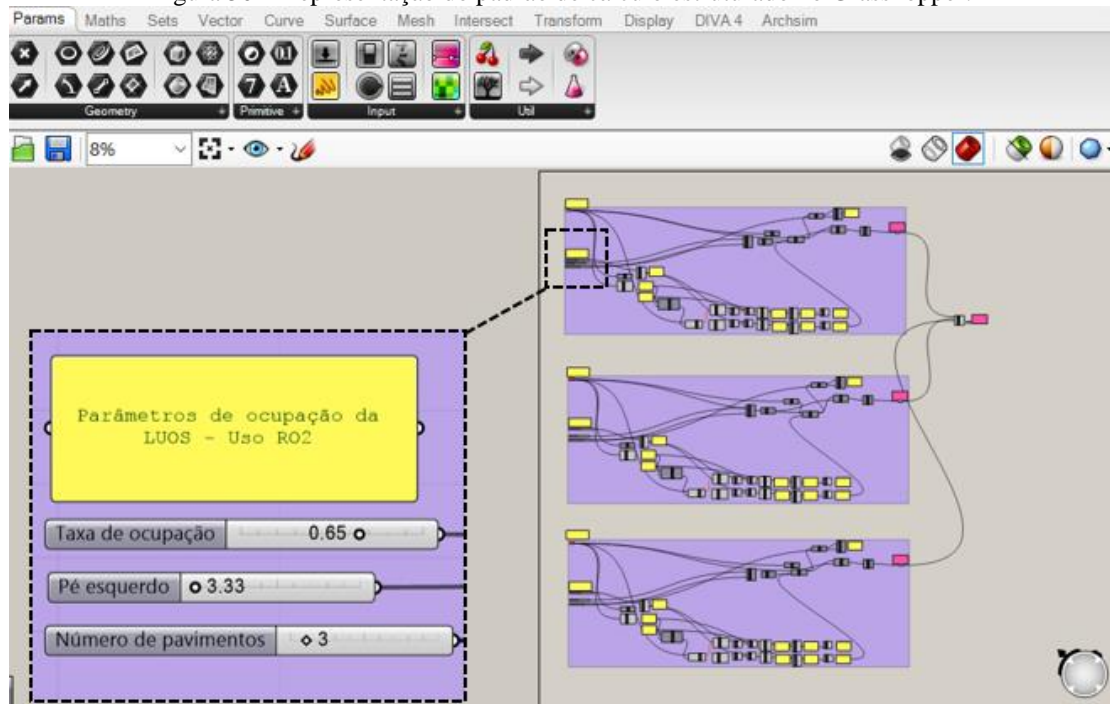 Params Maths Sets Vector Curve Surface Mesh Intersect Transform Display DIVA 4 Archsim
Geometry Primitive Input Util
8%
Parâmetros de ocupação da
LUOS - Uso RO2
Taxa de ocupação 0.65
Pé esquerdo 3.33
Número de pavimentos 3